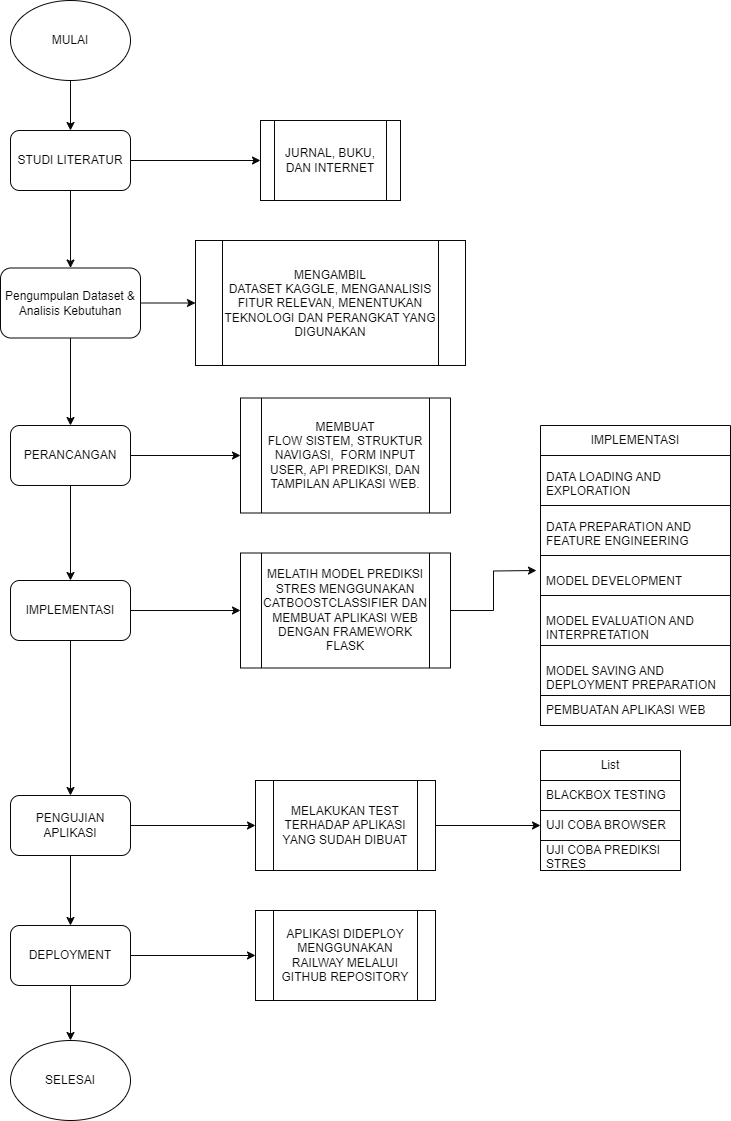 MULAI
STUDI LITERATUR
JURNAL, BUKU,
DAN INTERNET
Pengumpulan Dataset &
Analisis Kebutuhan
MENGAMBIL
DATASET KAGGLE, MENGANALISIS
FITUR RELEVAN, MENENTUKAN
TEKNOLOGI DAN PERANGKAT YANG
DIGUNAKAN
PERANCANGAN
MEMBUAT
FLOW SISTEM, STRUKTUR
NAVIGASI, FORM INPUT
USER, API PREDIKSI, DAN
TAMPILAN APLIKASI WEB.
IMPLEMENTASI
MELATIH MODEL PREDIKSI
STRES MENGGUNAKAN
CATBOOSTCLASSIFIER DAN
MEMBUAT APLIKASI WEB
DENGAN FRAMEWORK
FLASK
IMPLEMENTASI
DATA LOADING AND
EXPLORATION
DATA PREPARATION AND
FEATURE ENGINEERING
MODEL DEVELOPMENT
MODEL EVALUATION AND
INTERPRETATION
MODEL SAVING AND
DEPLOYMENT PREPARATION
PEMBUATAN APLIKASI WEB
PENGUJIAN
APLIKASI
MELAKUKAN TEST
TERHADAP APLIKASI
YANG SUDAH DIBUAT
List
BLACKBOX TESTING
UJI COBA BROWSER
UJI COBA PREDIKSI
STRES
DEPLOYMENT
APLIKASI DIDEPLOY
MENGGUNAKAN
RAILWAY MELALUI
GITHUB REPOSITORY
SELESAI